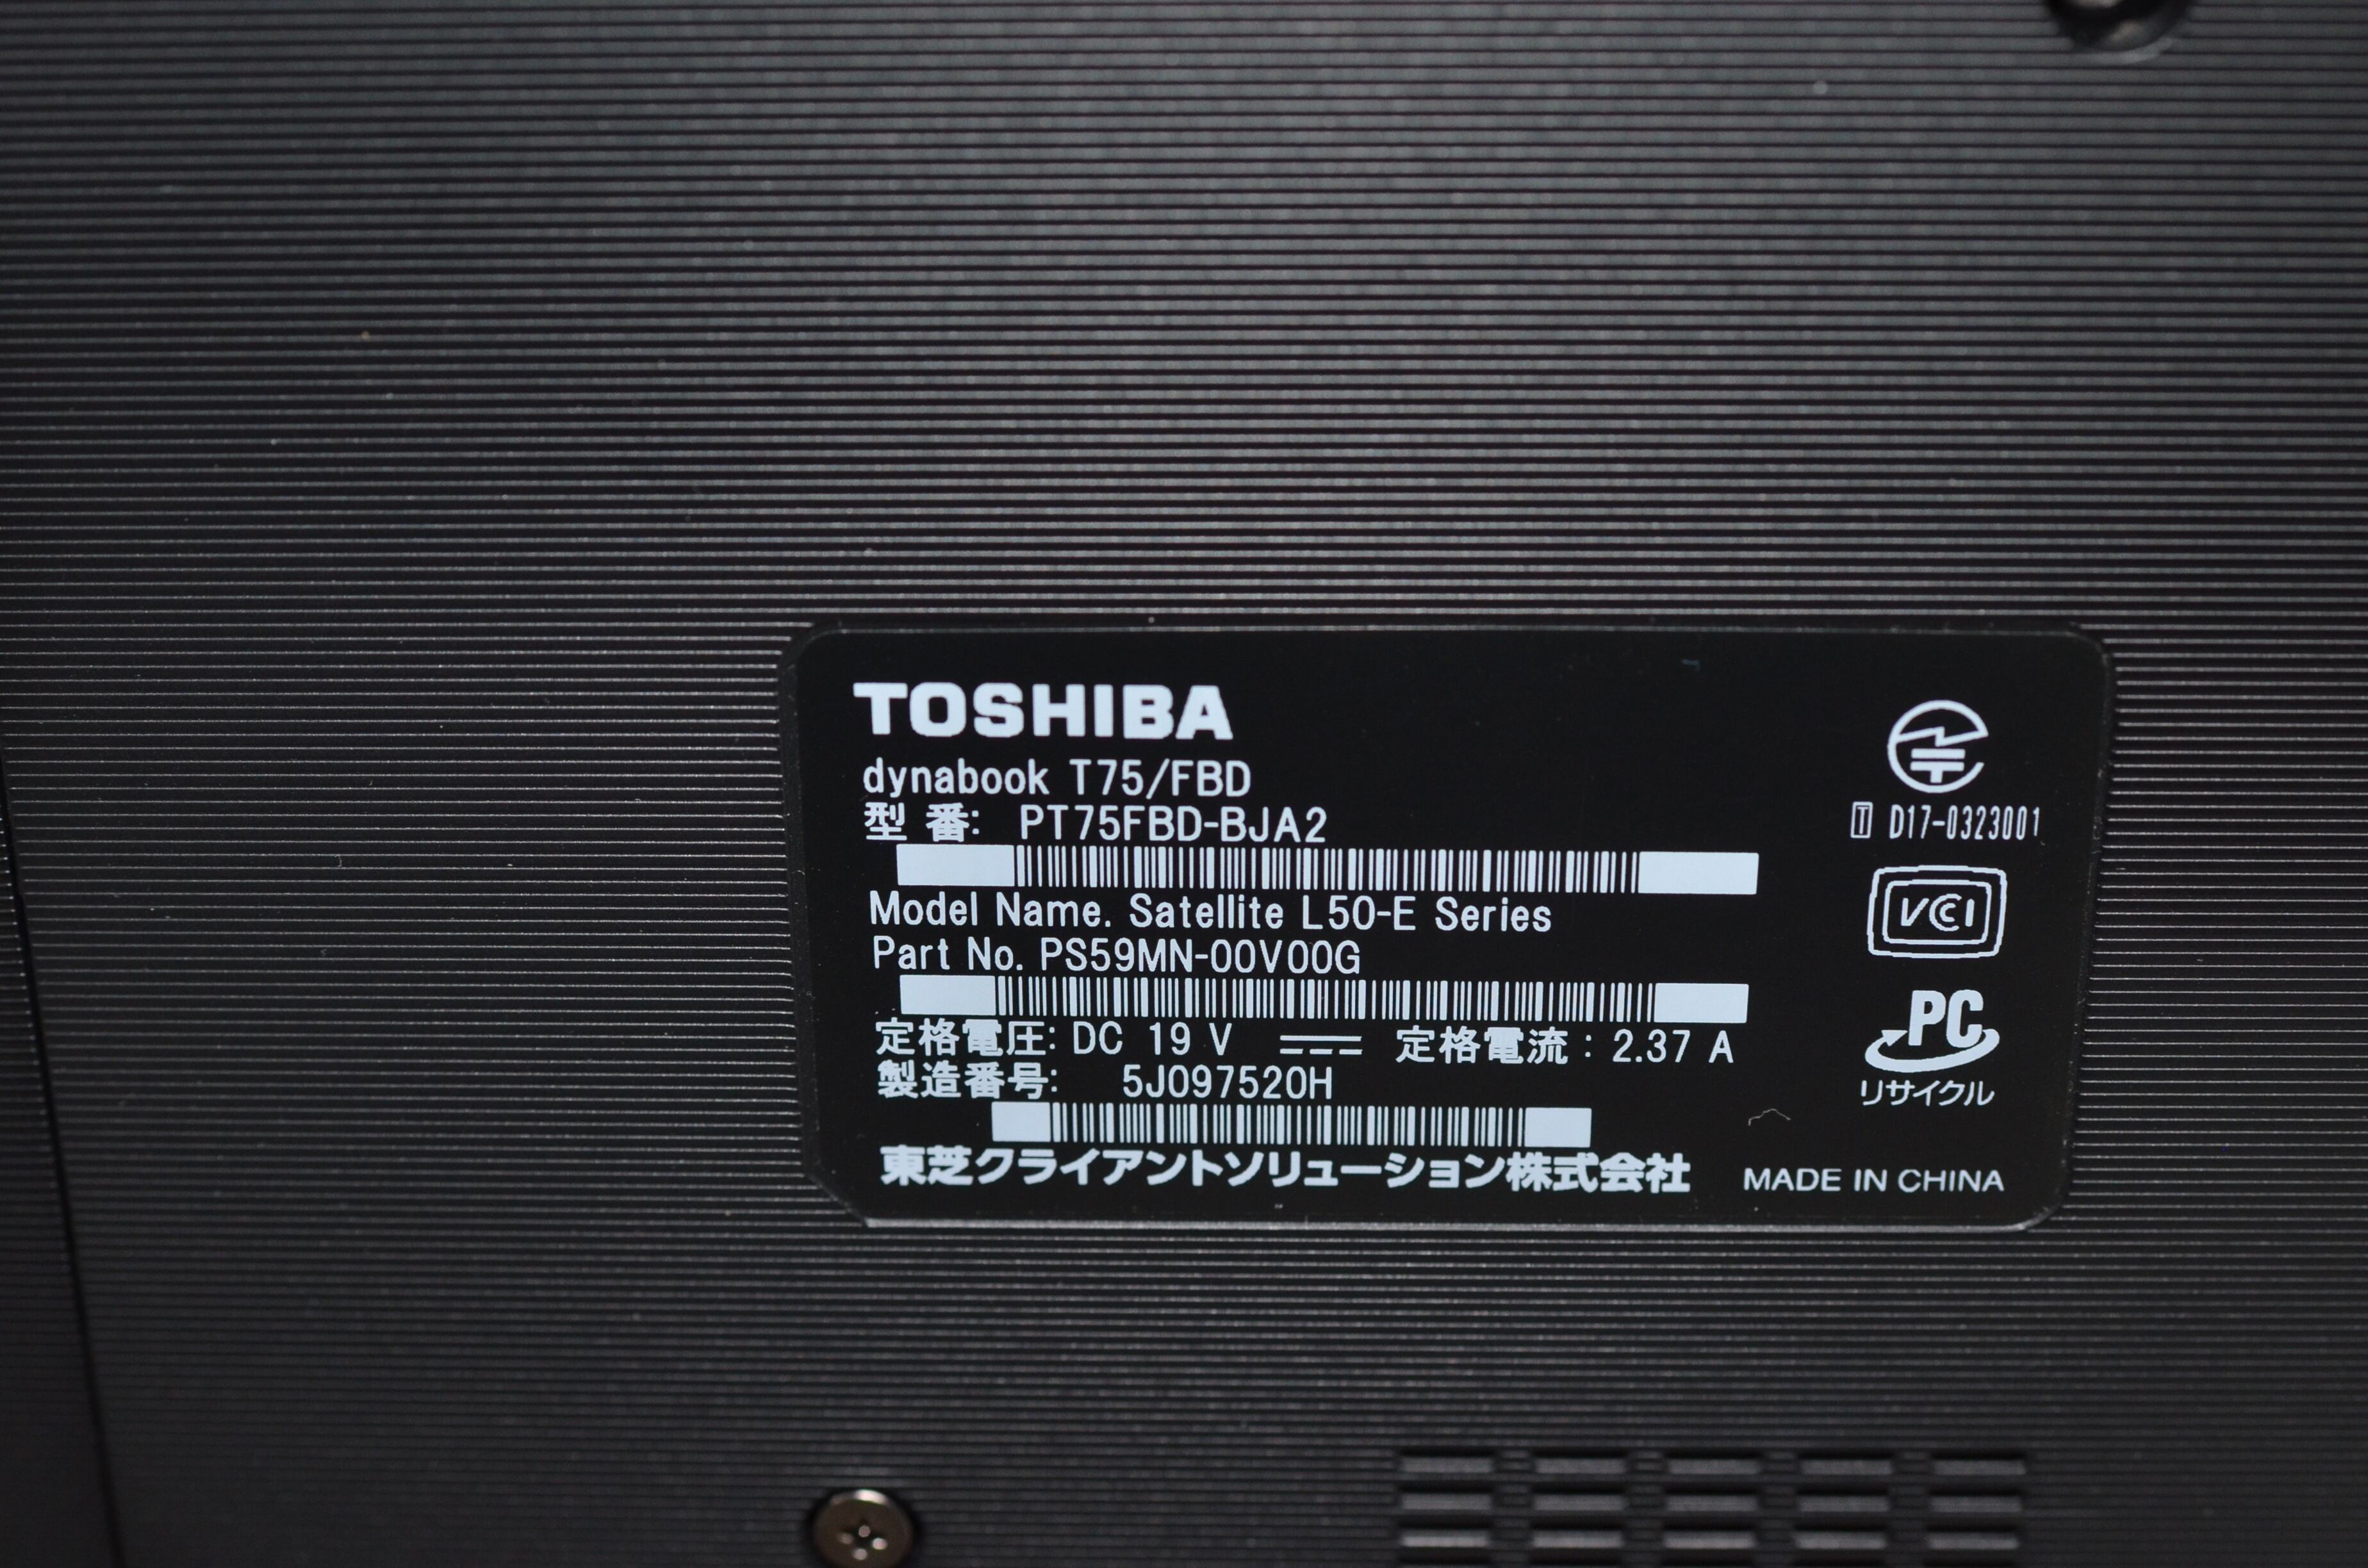 TOSHIBA
dynabook T75/FBD
型 番: PT75FBD-BJA2
Model Name. Satellite L50-E Series
Part No. PS59MN-00V00G
定格電圧: DC 19 V 定格電流: 2.37 A
製造番号: 5J097520H
東芝クライアントソリューション株式会社
T D17-0323001
VCCI
PC
リサイクル
MADE IN CHINA